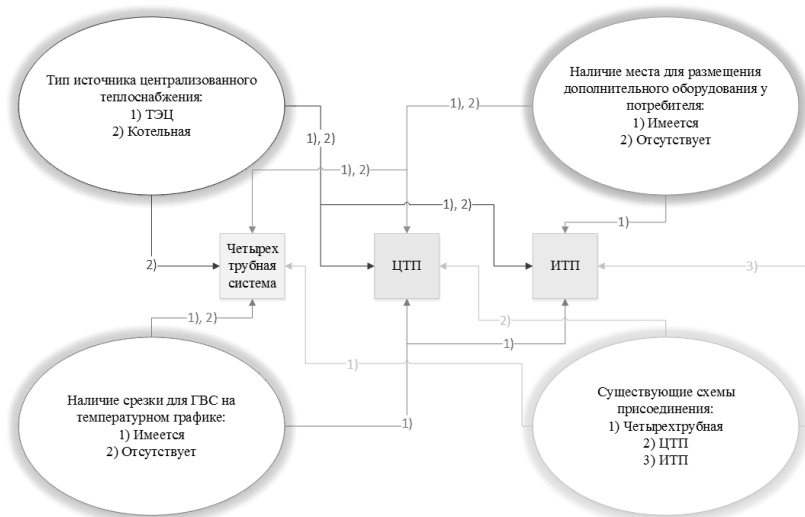 Тип источника централизованного
теплоснабжения:
1) ТЭЦ
2) Котельная
Наличие места для размещения
дополнительного оборудования у
потребителя:
1) Имеется
2) Отсутствует
1), 2)
1), 2)
1), 2)
1), 2)
1)
2)
Четырех
трубная
система
ЦТП
ИТП
3)
1), 2)
2)
1)
1)
1)
Наличие срезки для ГВС на
температурном графике:
1) Имеется
2) Отсутствует
Существующие схемы
присоединения:
1) Четырехтрубная
2) ЦТП
3) ИТП